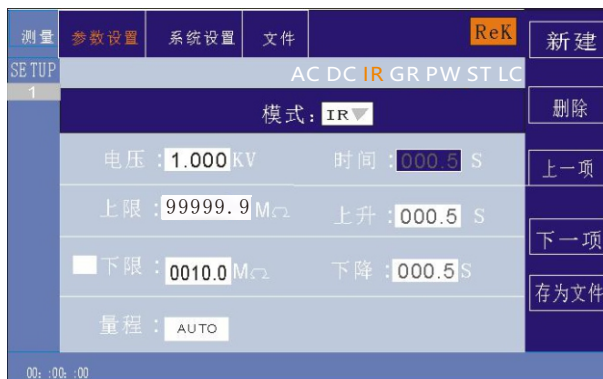 测量 参数设置 系统设置 文件 ReK 新建
SETUP
1
AC DC IR GR PW ST LC
模式：IR
删除
电压：1.000 KV 时间：000.5 S
上一项
上限：99999.9 MΩ 上升：000.5 S
下一项
下限：0010.0 MΩ 下降：000.5 S
存为文件
量程：AUTO
00: :00: :00